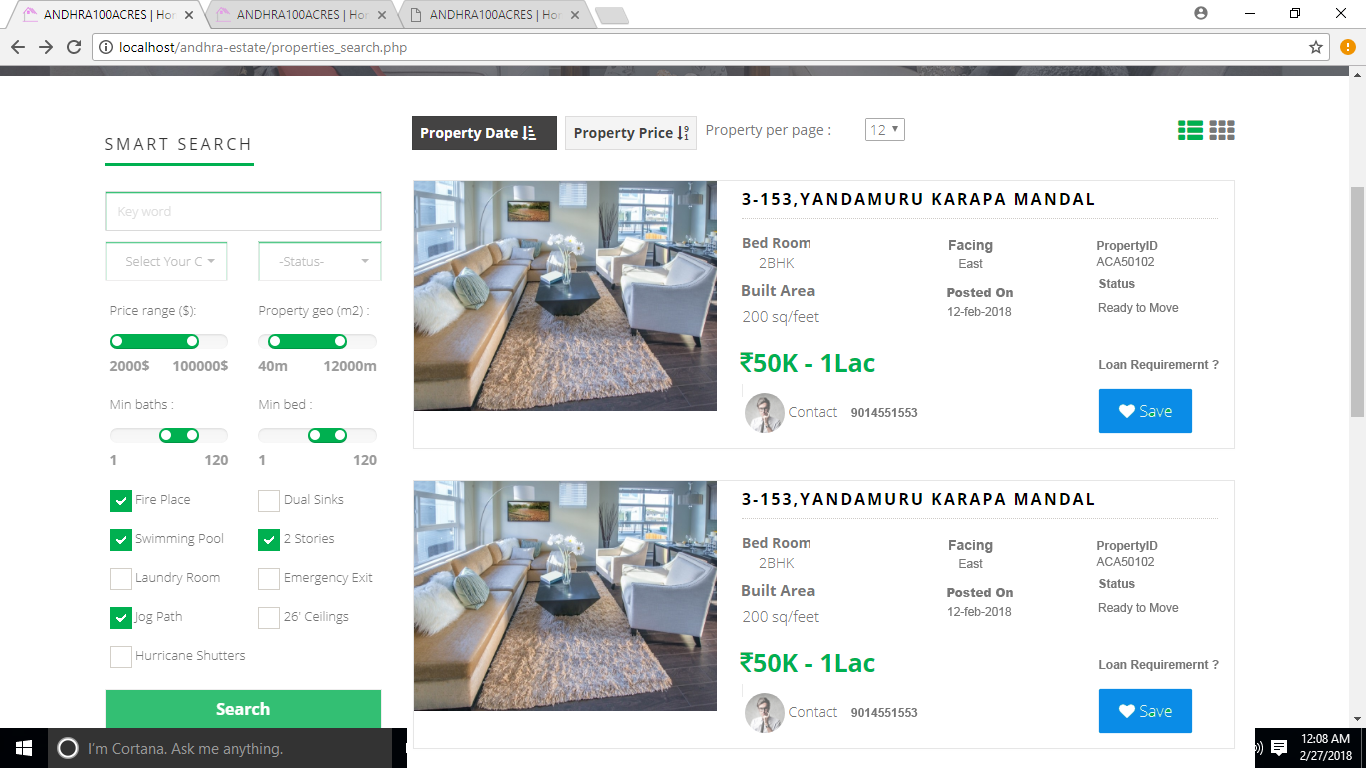 ANDHRA100ACRES | Hor
ANDHRA100ACRES | Hor
ANDHRA100ACRES | Hor
localhost/andhra-estate/properties_search.php
SMART SEARCH
Key word
Select Your C
-Status-
Price range ($):
Property geo (m2) :
2000$
100000$
40m
12000m
Min baths :
Min bed :
1
120
1
120
Fire Place
Dual Sinks
Swimming Pool
2 Stories
Laundry Room
Emergency Exit
Jog Path
26' Ceilings
Hurricane Shutters
Search
Property Date
Property Price
Property per page :
12
3-153,YANDAMURU KARAPA MANDAL
Bed Room
2BHK
Built Area
200 sq/feet
Facing
East
Posted On
12-feb-2018
PropertyID
ACA50102
Status
Ready to Move
₹50K - 1Lac
Loan Requiremernt ?
Contact 9014551553
Save
3-153,YANDAMURU KARAPA MANDAL
Bed Room
2BHK
Built Area
200 sq/feet
Facing
East
Posted On
12-feb-2018
PropertyID
ACA50102
Status
Ready to Move
₹50K - 1Lac
Loan Requiremernt ?
Contact 9014551553
Save
I'm Cortana. Ask me anything.
12:08 AM
2/27/2018